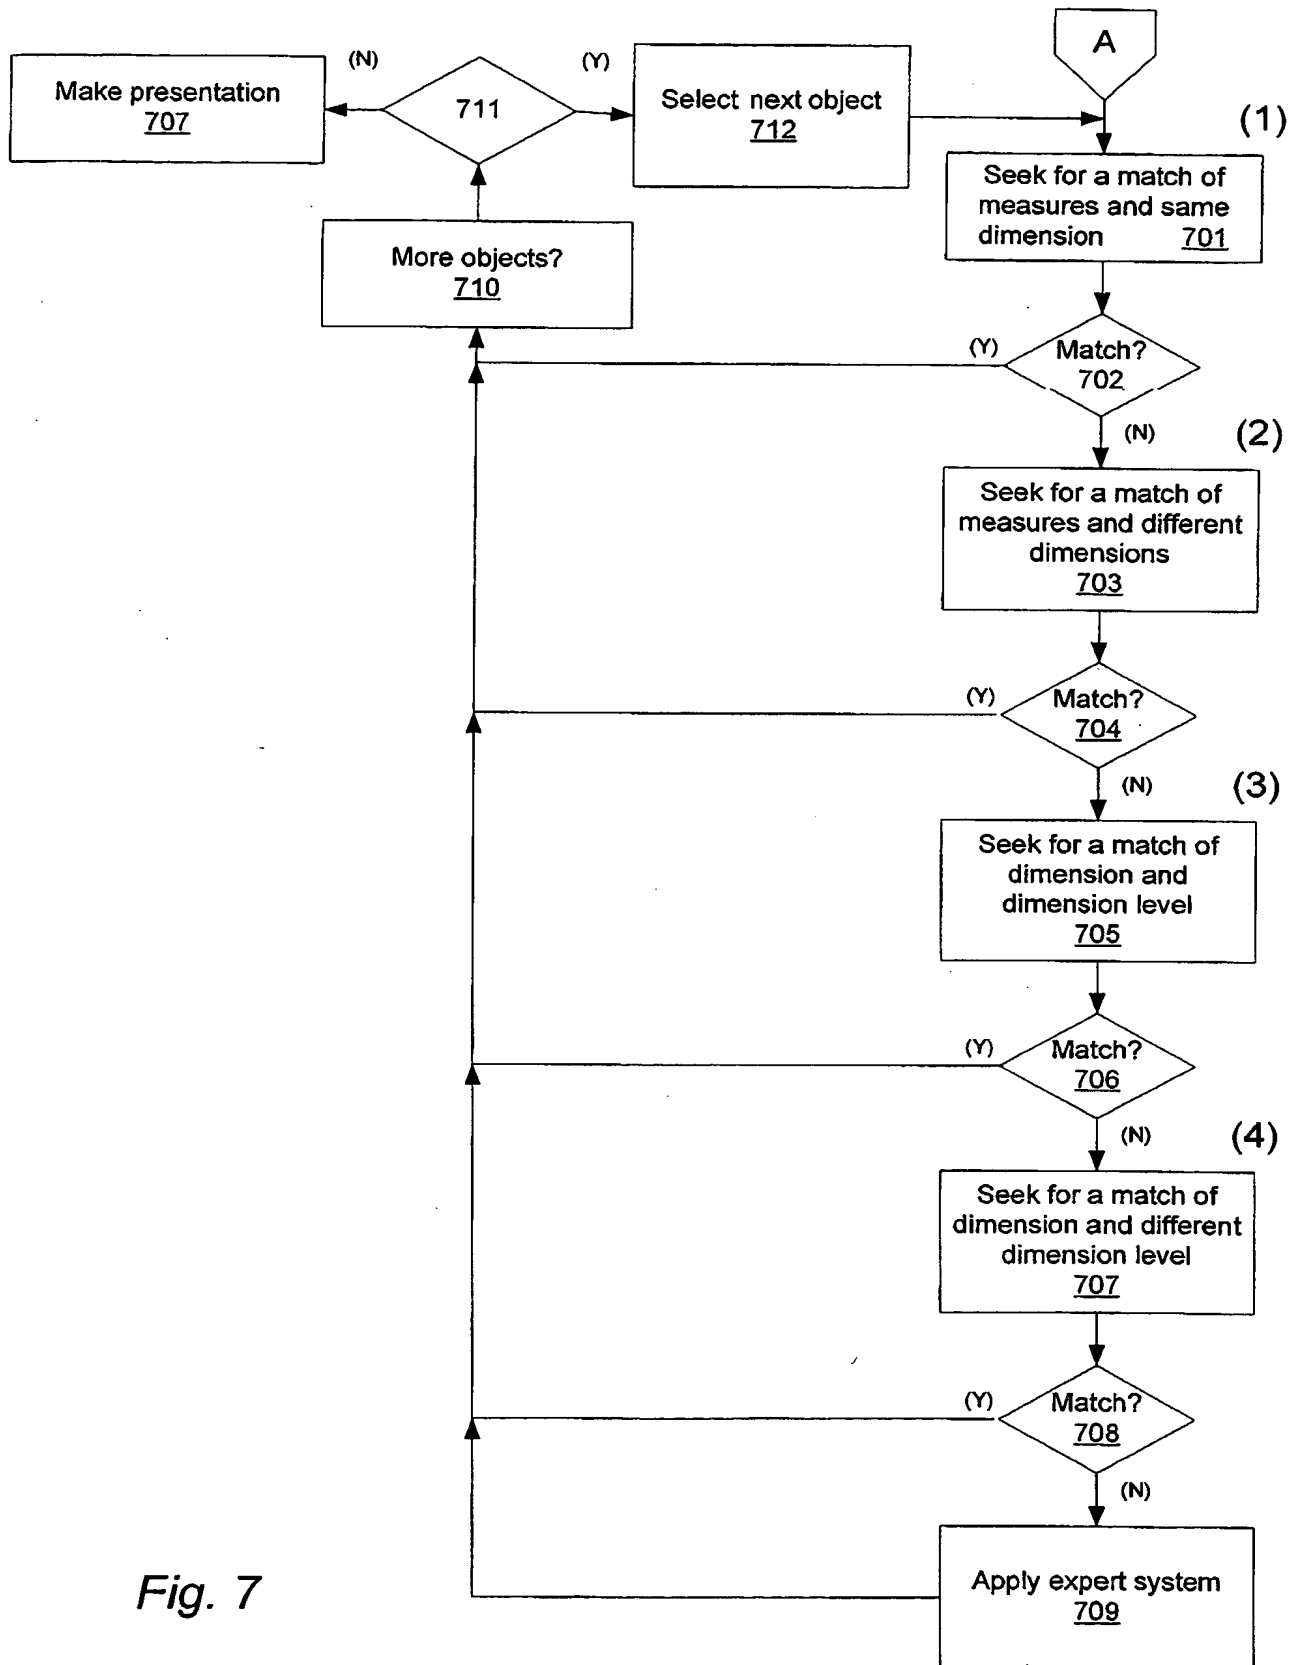 (N)
(Y)
A
Make presentation
707
711
Select next object
712
(1)
Seek for a match of
measures and same
dimension 701
More objects?
710
(Y)
Match?
702
(N)
(2)
Seek for a match of
measures and different
dimensions
703
(Y)
Match?
704
(N)
(3)
Seek for a match of
dimension and
dimension level
705
(Y)
Match?
706
(N)
(4)
Seek for a match of
dimension and different
dimension level
707
(Y)
Match?
708
(N)
Apply expert system
709
Fig. 7